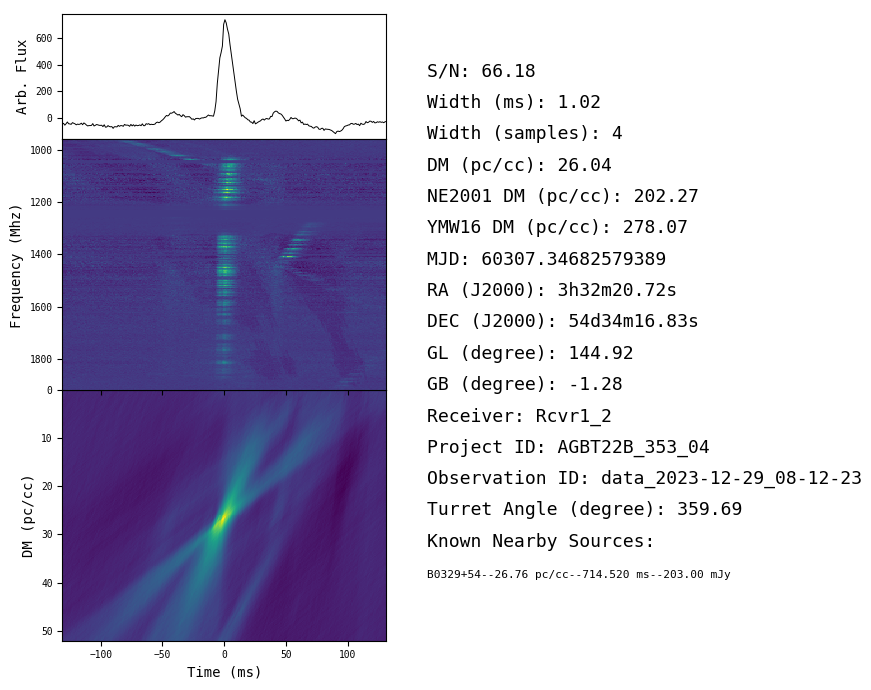 600
400
200
0
Arb. Flux
1000
1200
1400
1600
1800
Frequency (Mhz)
0
10
20
30
40
50
DM (pc/cc)
−100
−50
0
50
100
Time (ms)
S/N: 66.18
Width (ms): 1.02
Width (samples): 4
DM (pc/cc): 26.04
NE2001 DM (pc/cc): 202.27
YMW16 DM (pc/cc): 278.07
MJD: 60307.34682579389
RA (J2000): 3h32m20.72s
DEC (J2000): 54d34m16.83s
GL (degree): 144.92
GB (degree): -1.28
Receiver: Rcvr1_2
Project ID: AGBT22B_353_04
Observation ID: data_2023-12-29_08-12-23
Turret Angle (degree): 359.69
Known Nearby Sources:
B0329+54--26.76 pc/cc--714.520 ms--203.00 mJy